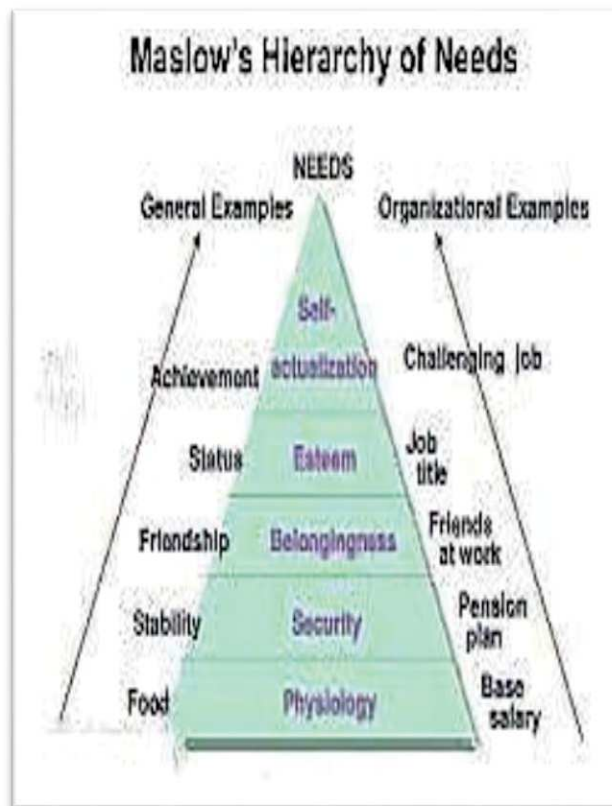 Maslow's Hierarchy of Needs
NEEDS
General Examples
Organizational Examples
Self-
actualization
Achievement
Challenging job
Status
Esteem
Job
title
Friendship
Belongingness
Friends
at work
Stability
Security
Pension
plan
Food
Physiology
Base
salary